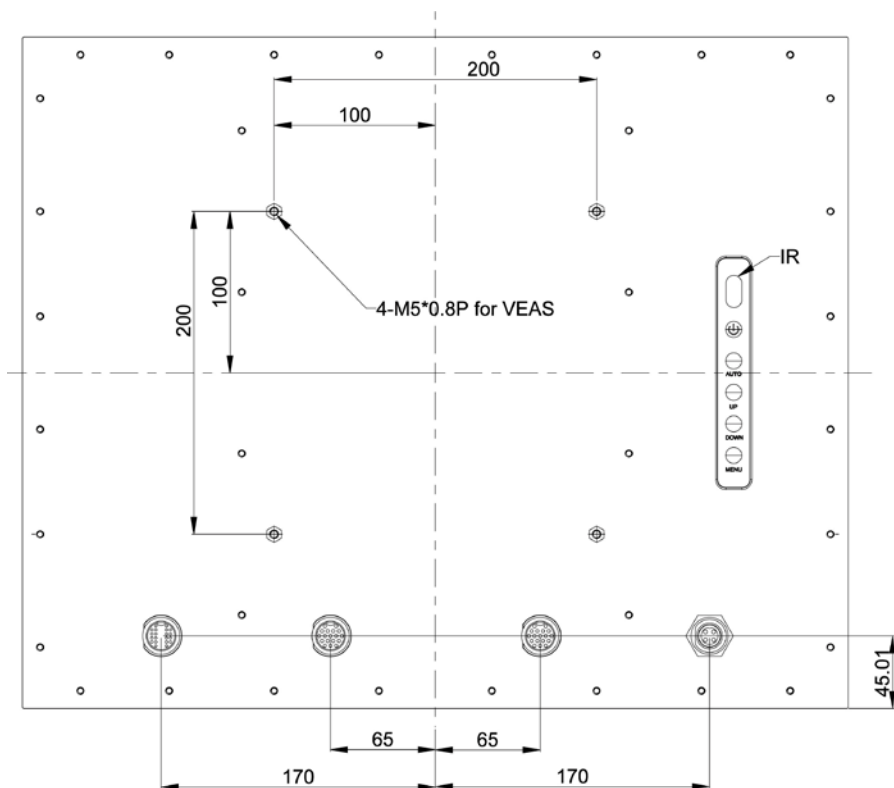 200
100
IR
200
100
4-M5*0.8P for VEAS
AUTO
UP
DOWN
MENU
45.01
65
65
170
170